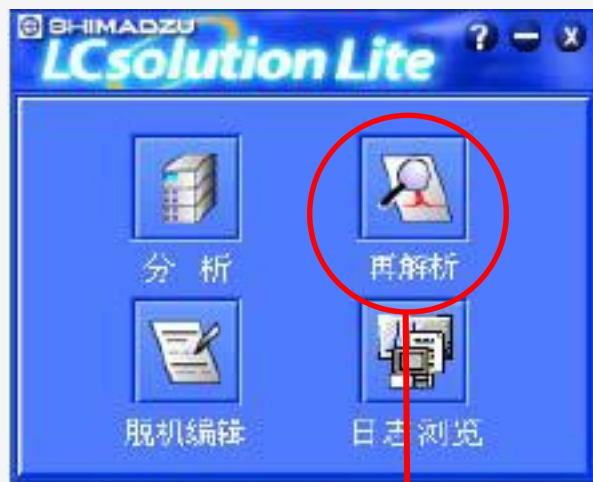 SHIMADZU
LCsolution Lite
? − x
分 析
再解析
脱机编辑
日志浏览